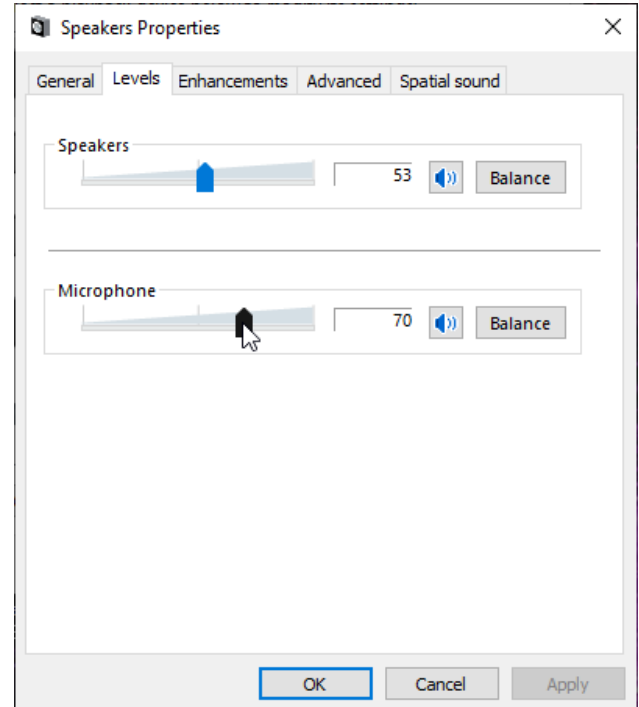 Speakers Properties
General Levels Enhancements Advanced Spatial sound
Speakers
53 Balance
Microphone
70 Balance
OK Cancel Apply